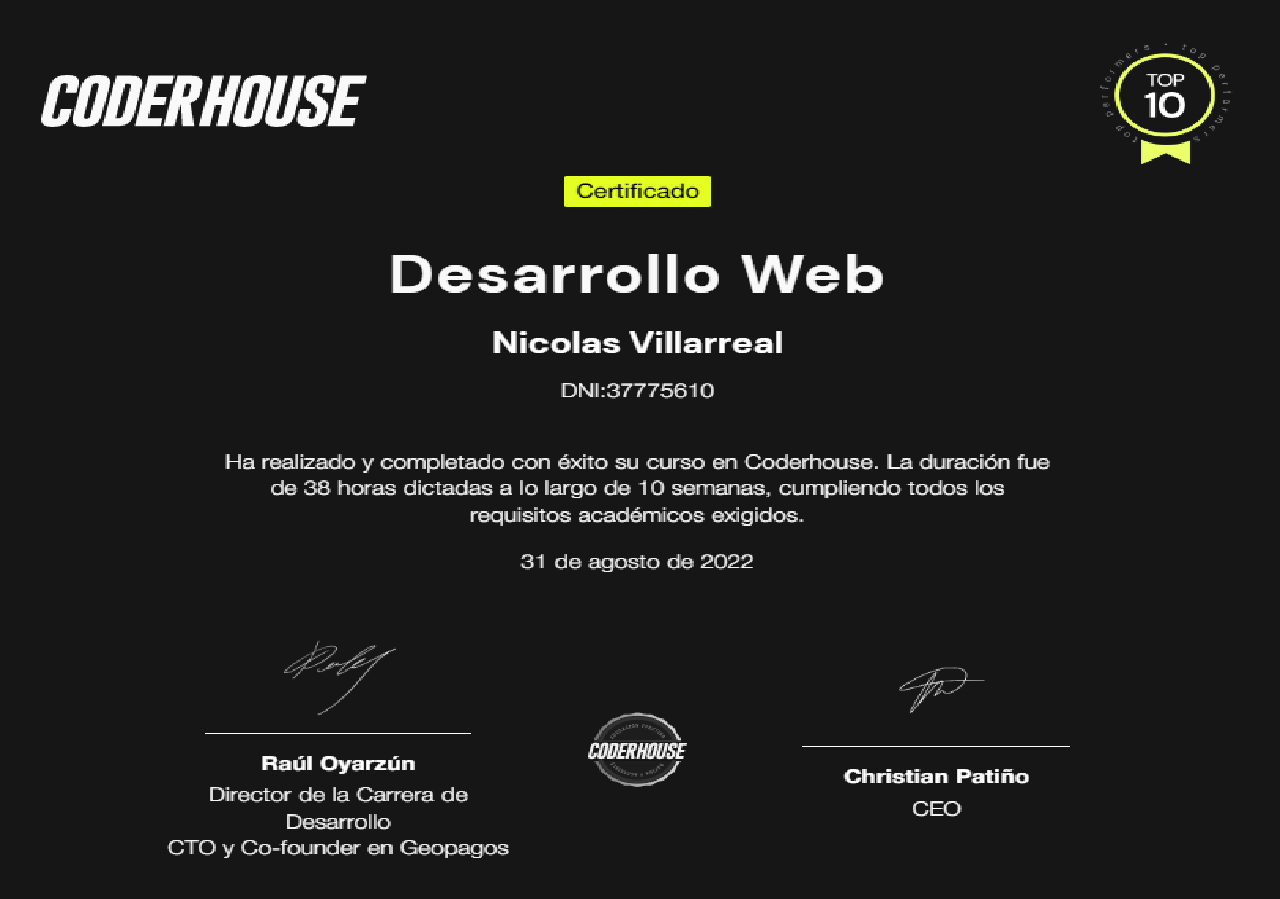 CODERHOUSE
top performers • top performers
TOP
10
Certificado
Desarrollo Web
Nicolas Villarreal
DNI:37775610
Ha realizado y completado con éxito su curso en Coderhouse. La duración fue
de 38 horas dictadas a lo largo de 10 semanas, cumpliendo todos los
requisitos académicos exigidos.
31 de agosto de 2022
Raúl Oyarzún
Director de la Carrera de
Desarrollo
CTO y Co-founder en Geopagos
CODERHOUSE
Christian Patiño
CEO